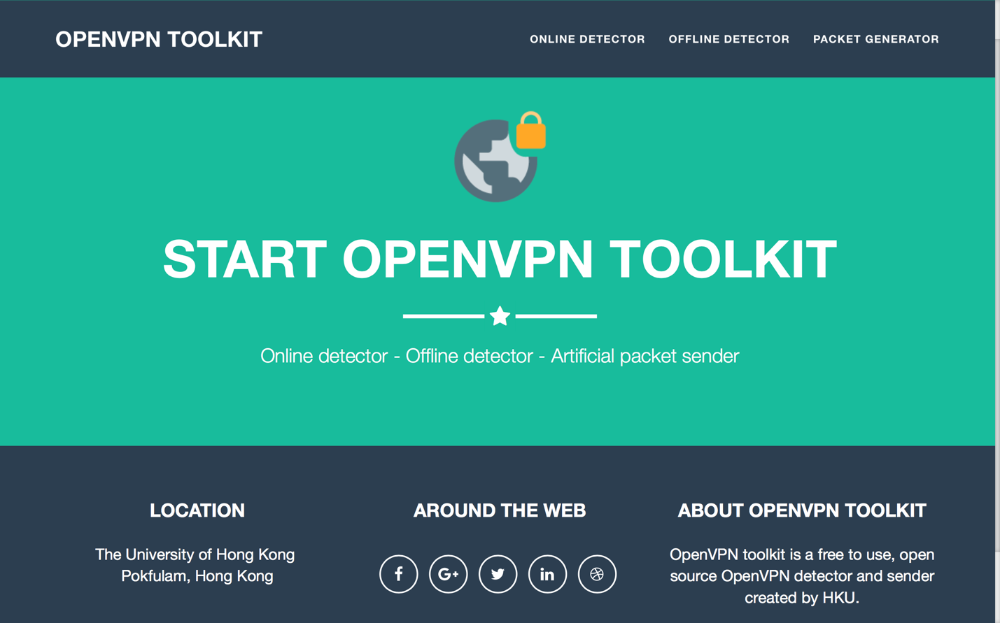 OPENVPN TOOLKIT
ONLINE DETECTOR OFFLINE DETECTOR PACKET GENERATOR
START OPENVPN TOOLKIT
Online detector - Offline detector - Artificial packet sender
LOCATION
The University of Hong Kong
Pokfulam, Hong Kong
AROUND THE WEB
ABOUT OPENVPN TOOLKIT
OpenVPN toolkit is a free to use, open
source OpenVPN detector and sender
created by HKU.